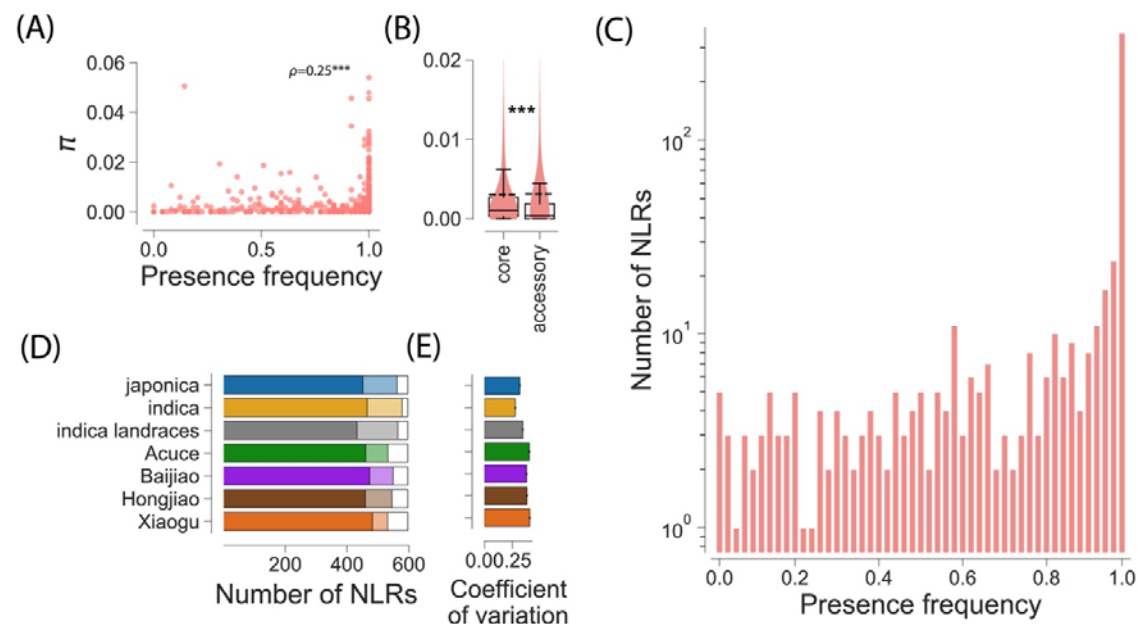 (A)
0.06
0.04
0.02
0.00
π
ρ=0.25***
0.0 0.5 1.0
Presence frequency
(B)
0.02
0.01
0.00
***
core
accessory
(C)
Number of NLRs
10²
10¹
10⁰
0.0 0.2 0.4 0.6 0.8 1.0
Presence frequency
(D)
japonica
indica
indica landraces
Acuce
Baijiao
Hongjiao
Xiaogu
200 400 600
Number of NLRs
(E)
0.00.25
Coefficient
of variation